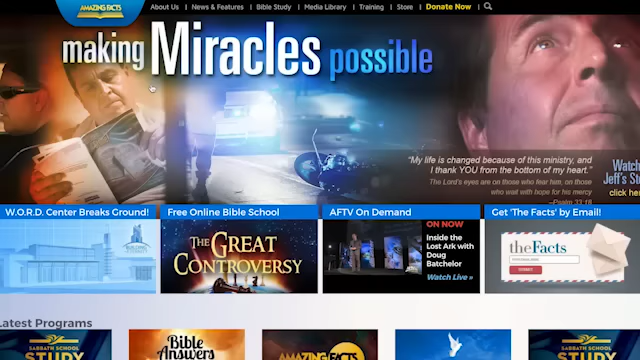 AMAZING FACTS
About Us | News & Features | Bible Study | Media Library | Training | Store | Donate Now |
making Miracles possible
"My life is changed because of this ministry, and
I thank YOU from the bottom of my heart."
The Lord's eyes are on those who fear him, on those
who wait with hope for his mercy
–Psalm 33:18
Watch
Jeff's St
click her
W.O.R.D. Center Breaks Ground!
Free Online Bible School
AFTV On Demand
Get 'The Facts' by Email!
THE GREAT
CONTROVERSY
ON NOW
Inside the
Lost Ark with
Doug
Batchelor
Watch Live »
theFacts
Latest Programs
SABBATH SCHOOL
STUDY
Bible
Answers
AMAZING FACTS
SABBATH SCHOOL
STUDY